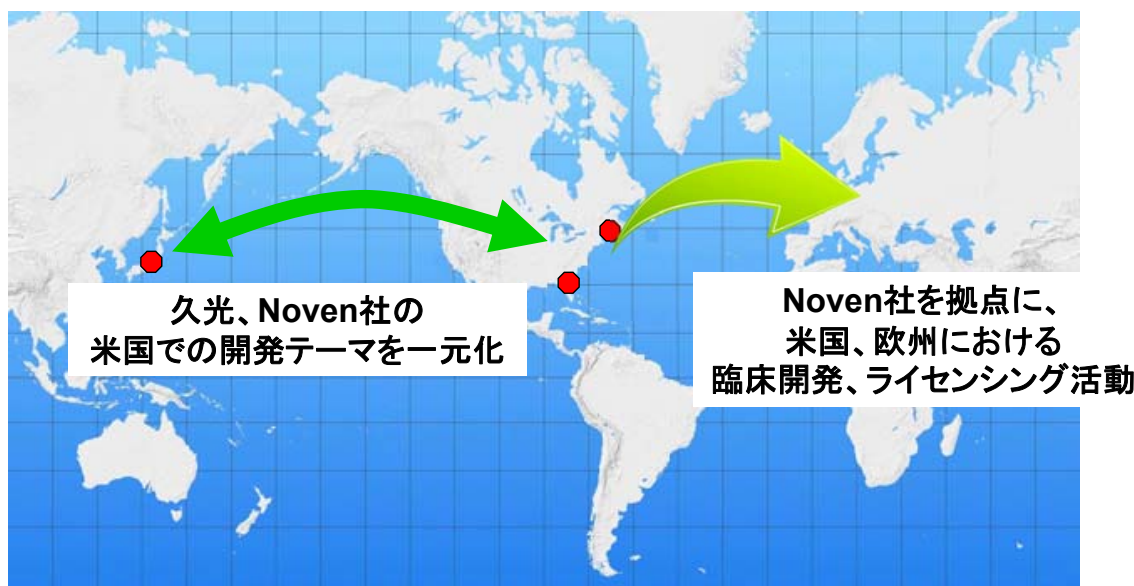 久光、Noven社の
米国での開発テーマを一元化
Noven社を拠点に、
米国、欧州における
臨床開発、ライセンシング活動